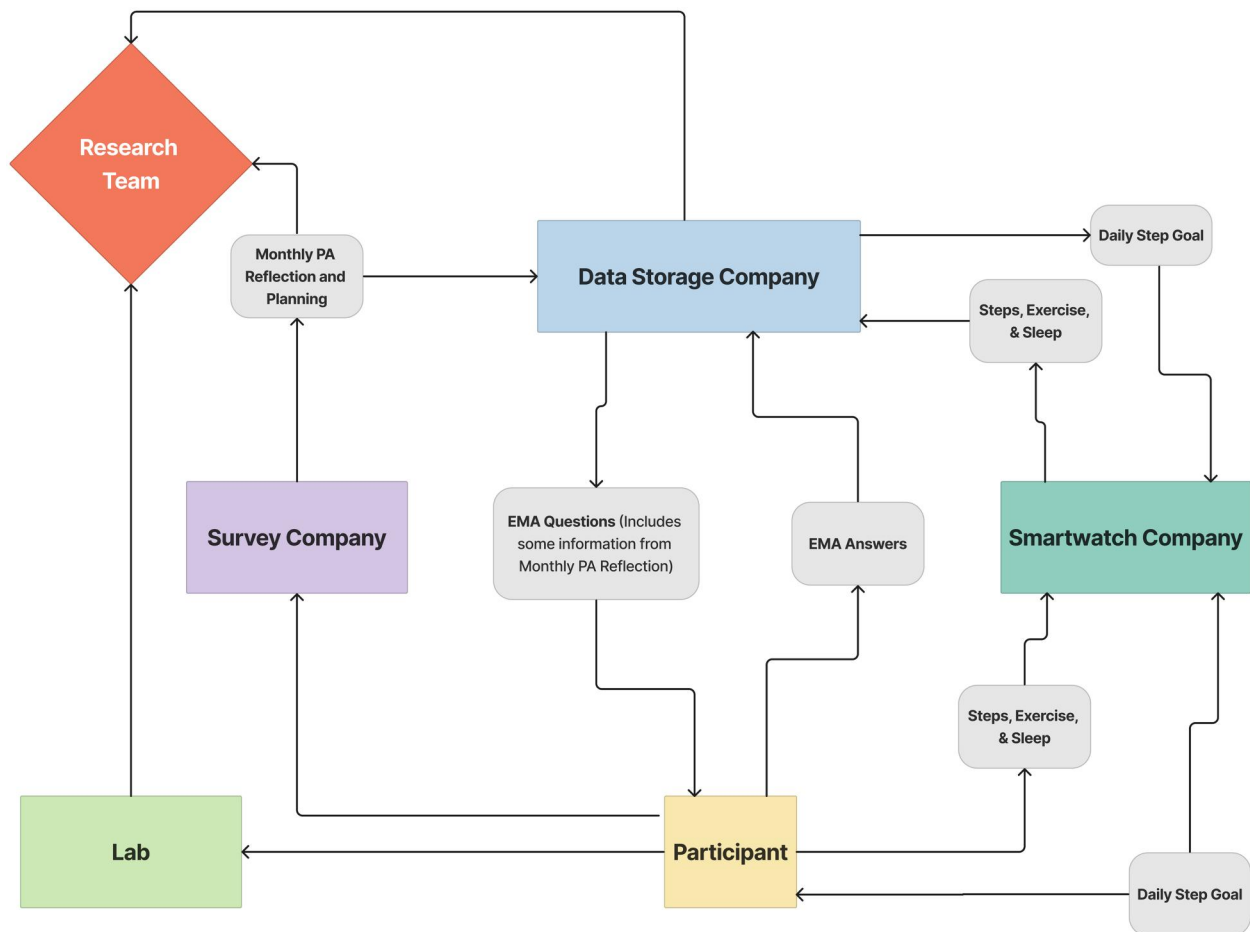 Research
Team
Monthly PA
Reflection and
Planning
Data Storage Company
Daily Step Goal
Steps, Exercise,
& Sleep
Survey Company
EMA Questions (Includes
some information from
Monthly PA Reflection)
EMA Answers
Smartwatch Company
Steps, Exercise,
& Sleep
Lab
Participant
Daily Step Goal